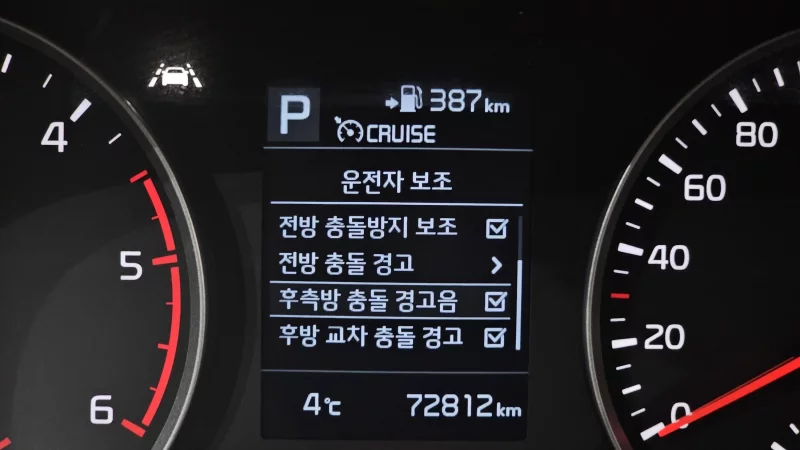 387km
P
CRUISE
운전자 보조
전방 충돌방지 보조
전방 충돌 경고
후측방 충돌 경고음
후방 교차 충돌 경고
4℃ 72812km
4
5
6
80
60
40
20
0